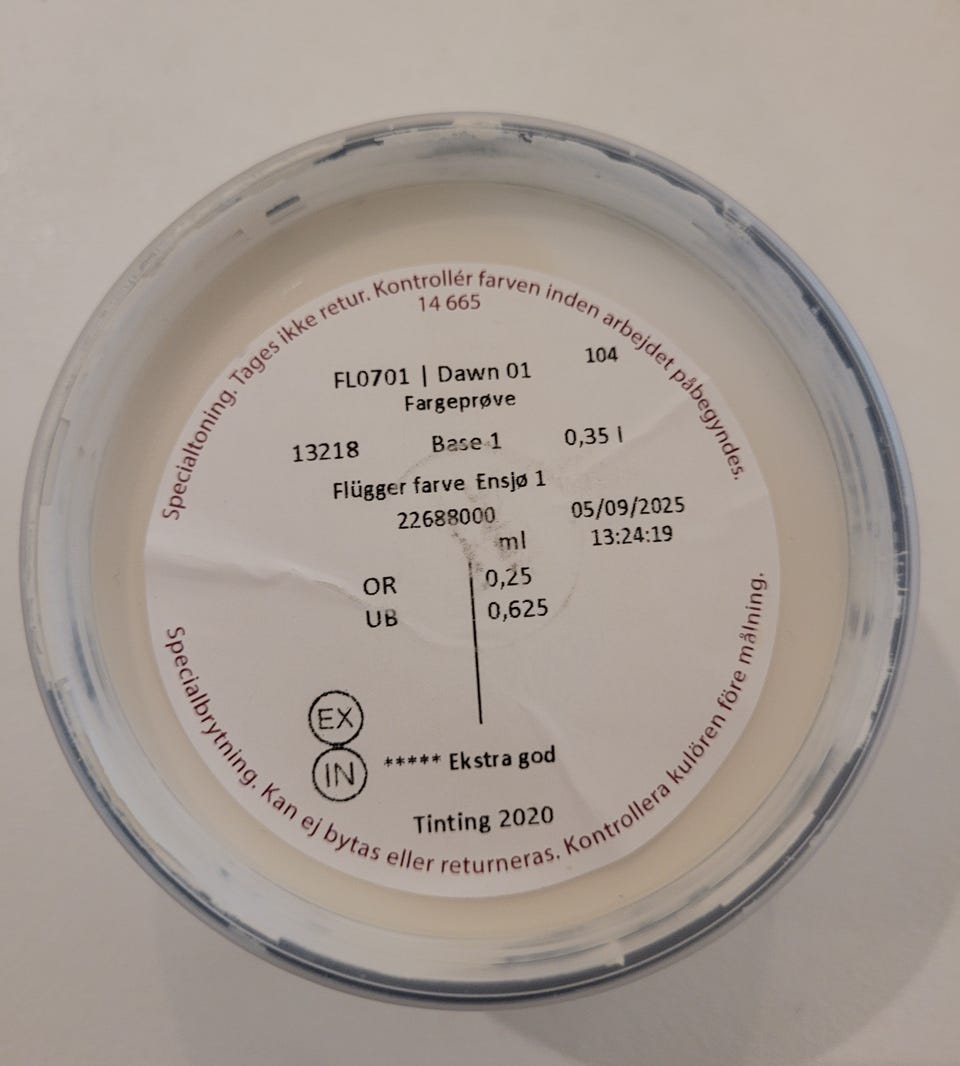 Specialtoning. Tages ikke retur. Kontrollér farven inden arbejdet påbegyndes.
14 665
104
FL0701 | Dawn 01
Fargeprøve
13218 Base 1 0,35 l
Flügger farve Ensjø 1
22688000 05/09/2025
ml 13:24:19
OR 0,25
UB 0,625
EX
IN
***** Ekstra god
Tinting 2020
Specialbrytning. Kan ej bytas eller returneras. Kontrollera kulören före målning.